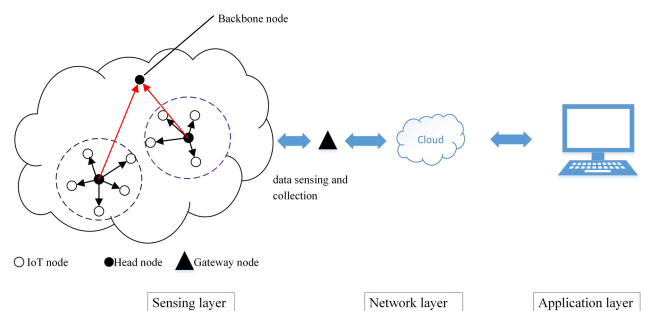 Backbone node
Cloud
data sensing and
collection
IoT node
Head node
Gateway node
Sensing layer
Network layer
Application layer